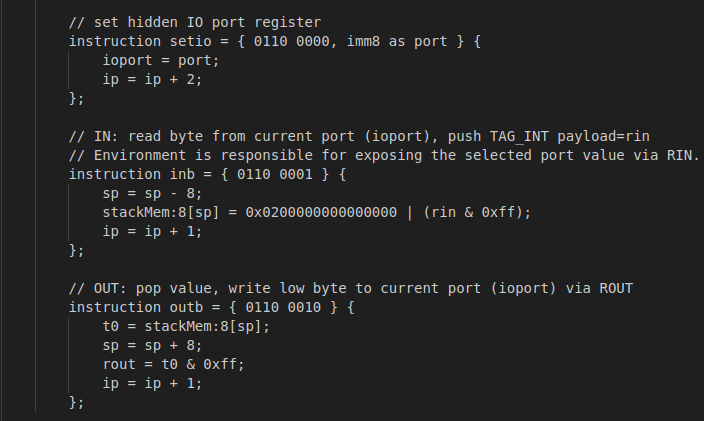 // set hidden IO port register
instruction setio = { 0110 0000, imm8 as port } {
    ioport = port;
    ip = ip + 2;
};

// IN: read byte from current port (ioport), push TAG_INT payload=rin
// Environment is responsible for exposing the selected port value via RIN.
instruction inb = { 0110 0001 } {
    sp = sp - 8;
    stackMem:8[sp] = 0x0200000000000000 | (rin & 0xff);
    ip = ip + 1;
};

// OUT: pop value, write low byte to current port (ioport) via ROUT
instruction outb = { 0110 0010 } {
    t0 = stackMem:8[sp];
    sp = sp + 8;
    rout = t0 & 0xff;
    ip = ip + 1;
};